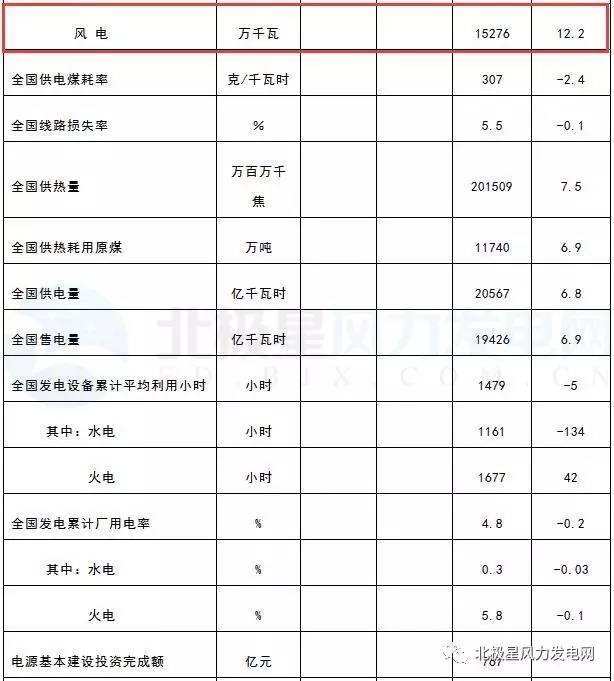 风 电 万千瓦 15276 12.2
全国供电煤耗率 克/千瓦时 307 -2.4
全国线路损失率 % 5.5 -0.1
全国供热量 万百万千焦 201509 7.5
全国供热耗用原煤 万吨 11740 6.9
全国供电量 亿千瓦时 20567 6.8
全国售电量 亿千瓦时 19426 6.9
全国发电设备累计平均利用小时 小时 1479 -5
其中: 水电 小时 1161 -134
火电 小时 1677 42
全国发电累计厂用电率 % 4.8 -0.2
其中: 水电 % 0.3 -0.03
火电 % 5.8 -0.1
电源基本建设投资完成额 亿元
北极星风力发电网
北极星风力发电网
FD.BJX.COM.CN